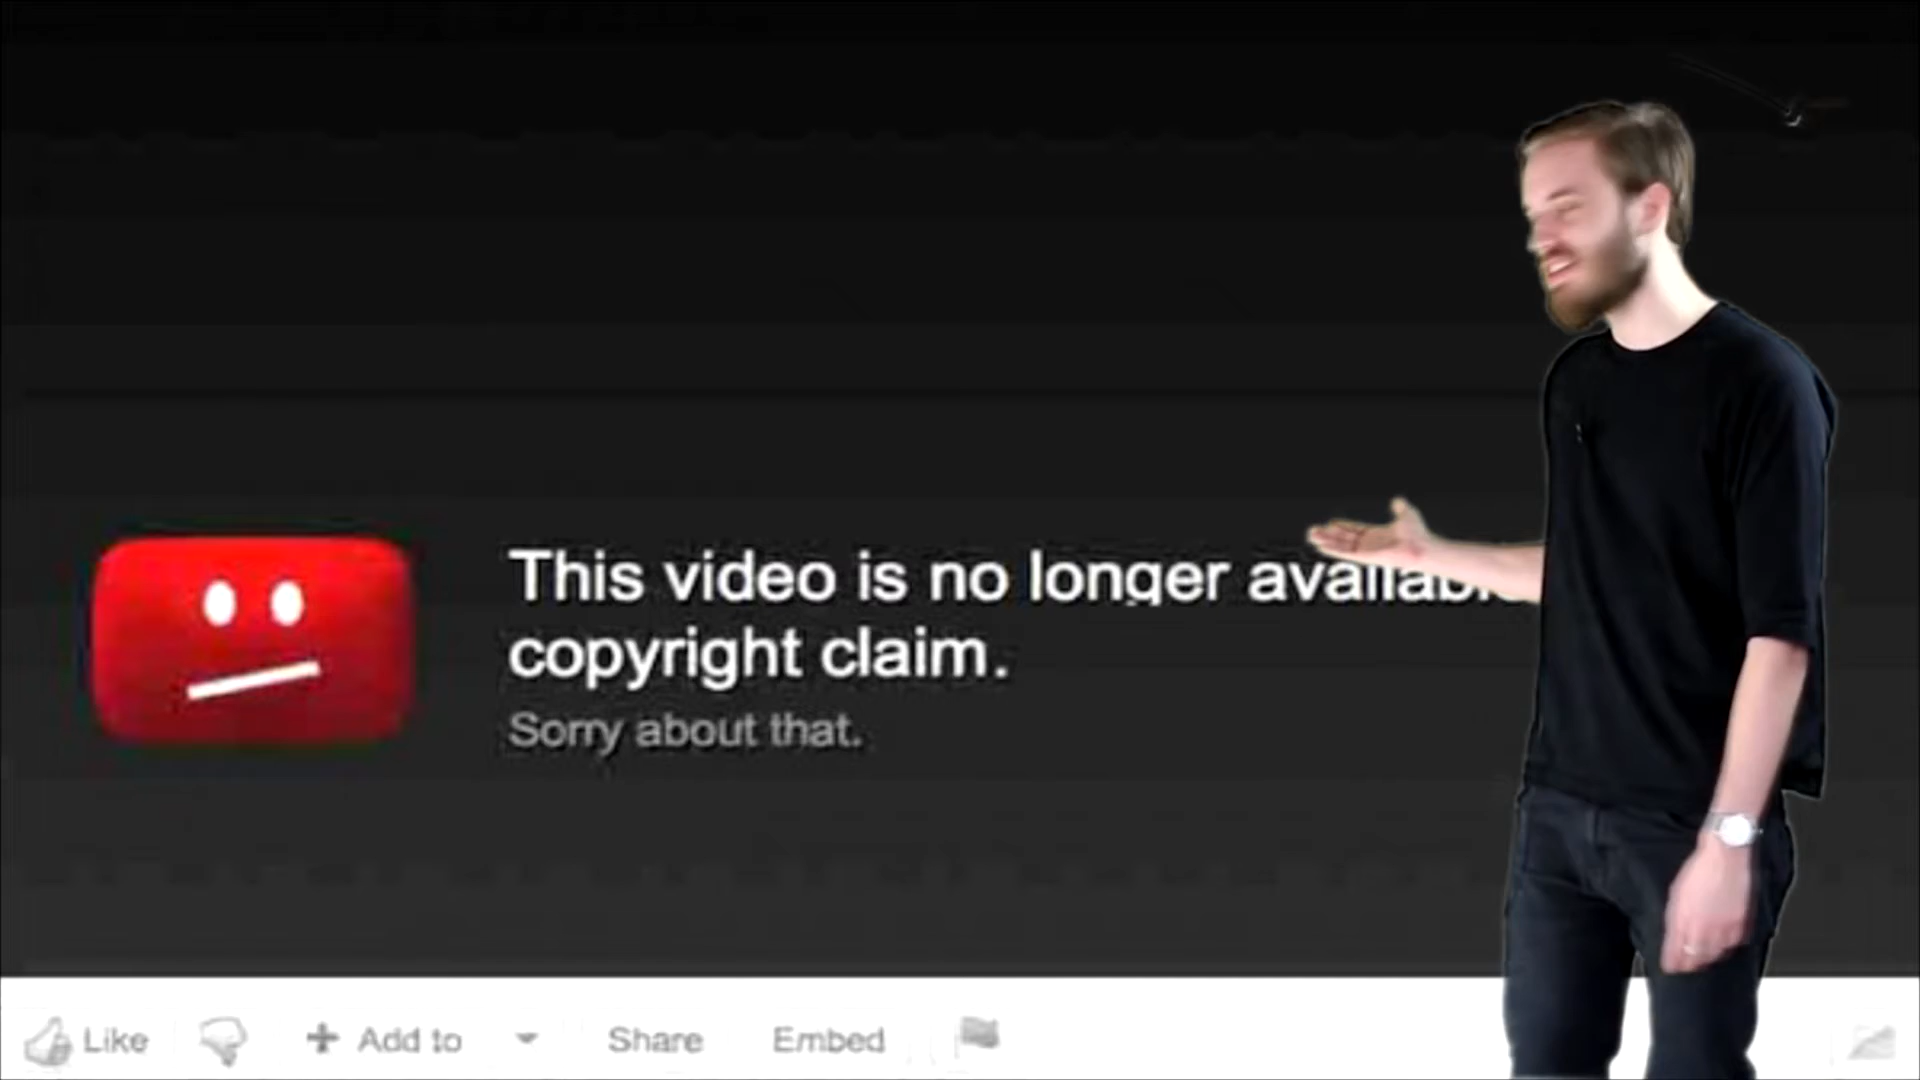 This video is no longer
copyright claim.
Sorry about that.
Like
Add to
Share
Embed